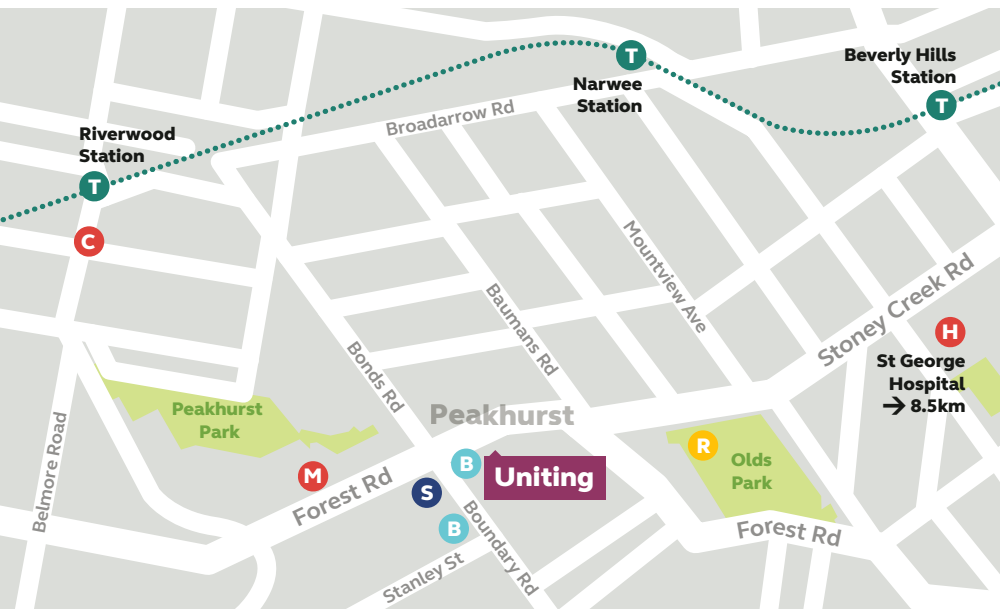 Beverly Hills
Station
T
Narwee
Station
T
Broadarrow Rd
Riverwood
Station
T
C
Mountview Ave
Stoney Creek Rd
H
St George
Hospital
→ 8.5km
Baumans Rd
Bonds Rd
Peakhurst
Peakhurst
Park
Belmore Road
M
Forest Rd
B
Uniting
S
B
Boundary Rd
Stanley St
R
Olds
Park
Forest Rd